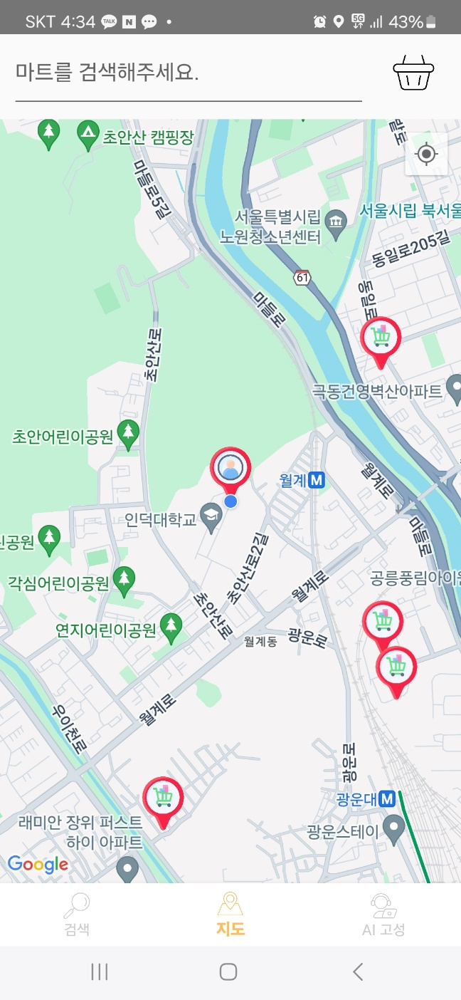 SKT 4:34 TALK N 5G 43%
마트를 검색해주세요.
초안산 캠핑장
마들로5길
서울특별시립
노원청소년센터
서울시립 북서울
동일로205길
61
마들로
동일로
초안산로
극동건영벽산아파트
초안어린이공원
월계 M
월계로
인덕대학교
마들로
린공원
초안산로2길
각심어린이공원
월계로
공릉풍림아이원
연지어린이공원
초안산로
월계동
광운로
월계로
우이천로
광운로
광운대 M
래미안 장위 퍼스트
하이 아파트
광운스테이
Google
검색
지도
AI 고성